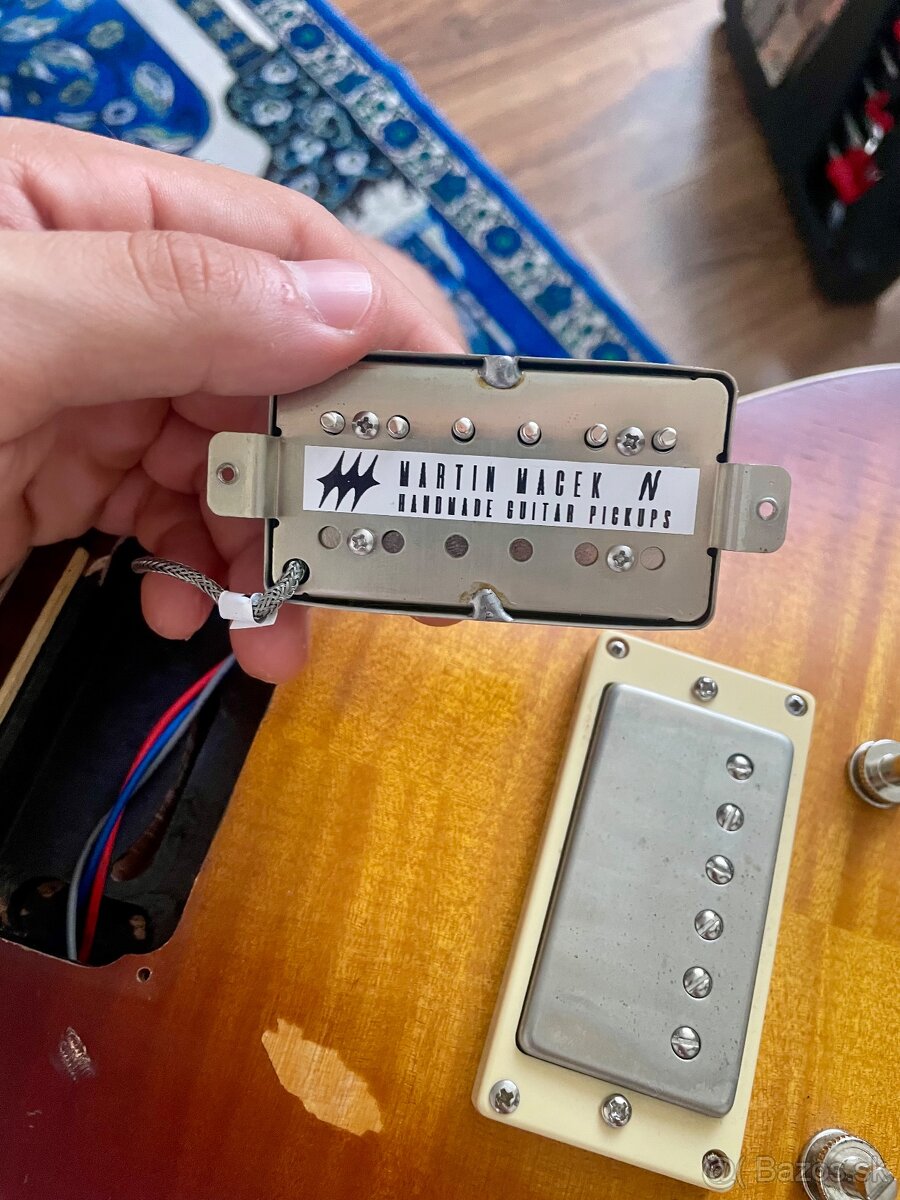 MARTIN MACEK N
HANDMADE GUITAR PICKUPS
© Bazos.sk